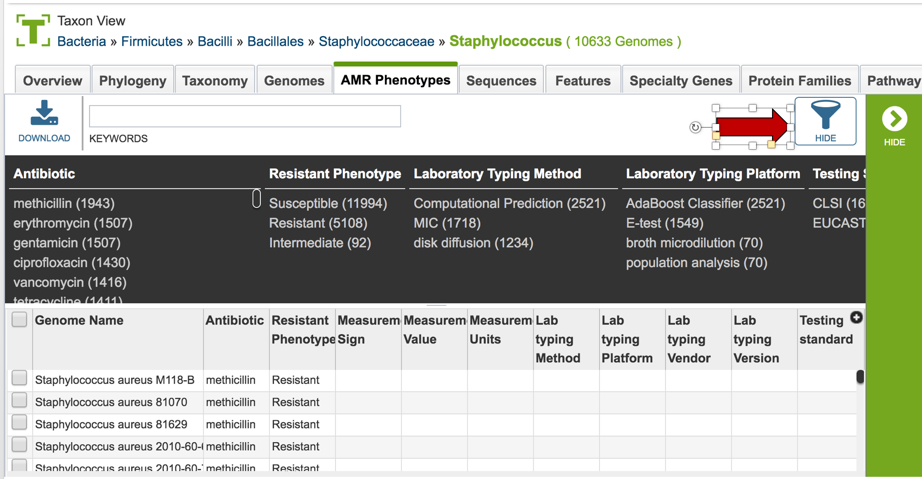 Taxon View
Bacteria » Firmicutes » Bacilli » Bacillales » Staphylococcaceae » Staphylococcus ( 10633 Genomes )
Overview Phylogeny Taxonomy Genomes AMR Phenotypes Sequences Features Specialty Genes Protein Families Pathway
DOWNLOAD
KEYWORDS
HIDE
HIDE
Antibiotic Resistant Phenotype Laboratory Typing Method Laboratory Typing Platform Testing S
methicillin (1943) Susceptible (11994) Computational Prediction (2521) AdaBoost Classifier (2521) CLSI (16
erythromycin (1507) Resistant (5108) MIC (1718) E-test (1549) EUCAST
gentamicin (1507) Intermediate (92) disk diffusion (1234) broth microdilution (70)
ciprofloxacin (1430) population analysis (70)
vancomycin (1416)
tetracycline (1411)
Genome Name Antibiotic Resistant Measurem Measurem Measurem Lab Lab Lab Lab Testing
Phenotype Sign Value Units typing typing typing typing standard
Method Platform Vendor Version
Staphylococcus aureus M118-B methicillin Resistant
Staphylococcus aureus 81070 methicillin Resistant
Staphylococcus aureus 81629 methicillin Resistant
Staphylococcus aureus 2010-60- methicillin Resistant
Staphylococcus aureus 2010-60- methicillin Resistant